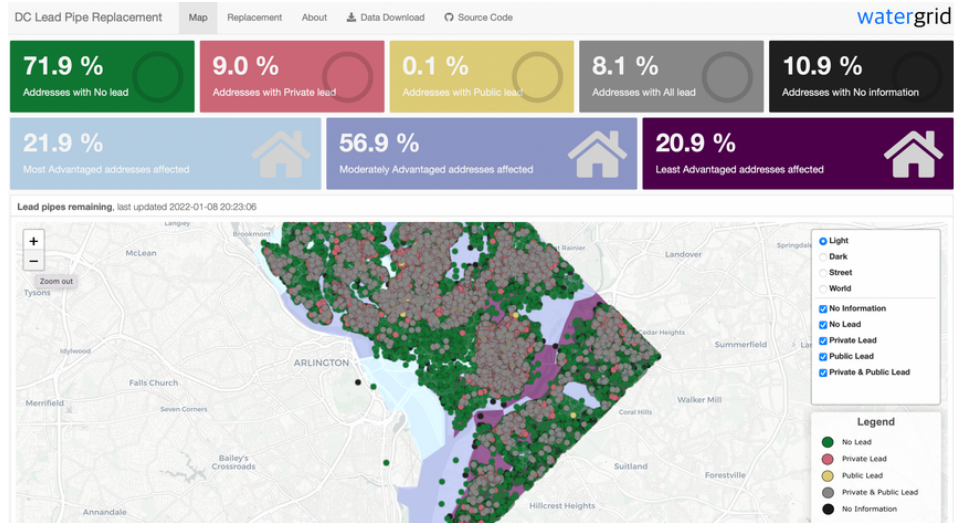 DC Lead Pipe Replacement Map Replacement About Data Download Source Code watergrid
71.9 % 9.0 % 0.1 % 8.1 % 10.9 %
Addresses with No lead Addresses with Private lead Addresses with Public lead Addresses with All lead Addresses with No information
21.9 % 56.9 % 20.9 %
Most Advantaged addresses affected Moderately Advantaged addresses affected Least Advantaged addresses affected
Lead pipes remaining, last updated 2022-01-08 20:23:06
+
−
Zoom out
Langley
Brookmont
McLean
Tysons
Idylwood
ARLINGTON
Falls Church
Merrifield
Seven Corners
Bailey's
Crossroads
Annandale
Landover
Cedar Heights
Summerfield
Walker Mill
Coral Hills
Suitland
Forestville
Hillcrest Heights
Springdale
Light
Dark
Street
World
No Information
No Lead
Private Lead
Public Lead
Private & Public Lead
Legend
No Lead
Private Lead
Public Lead
Private & Public Lead
No Information